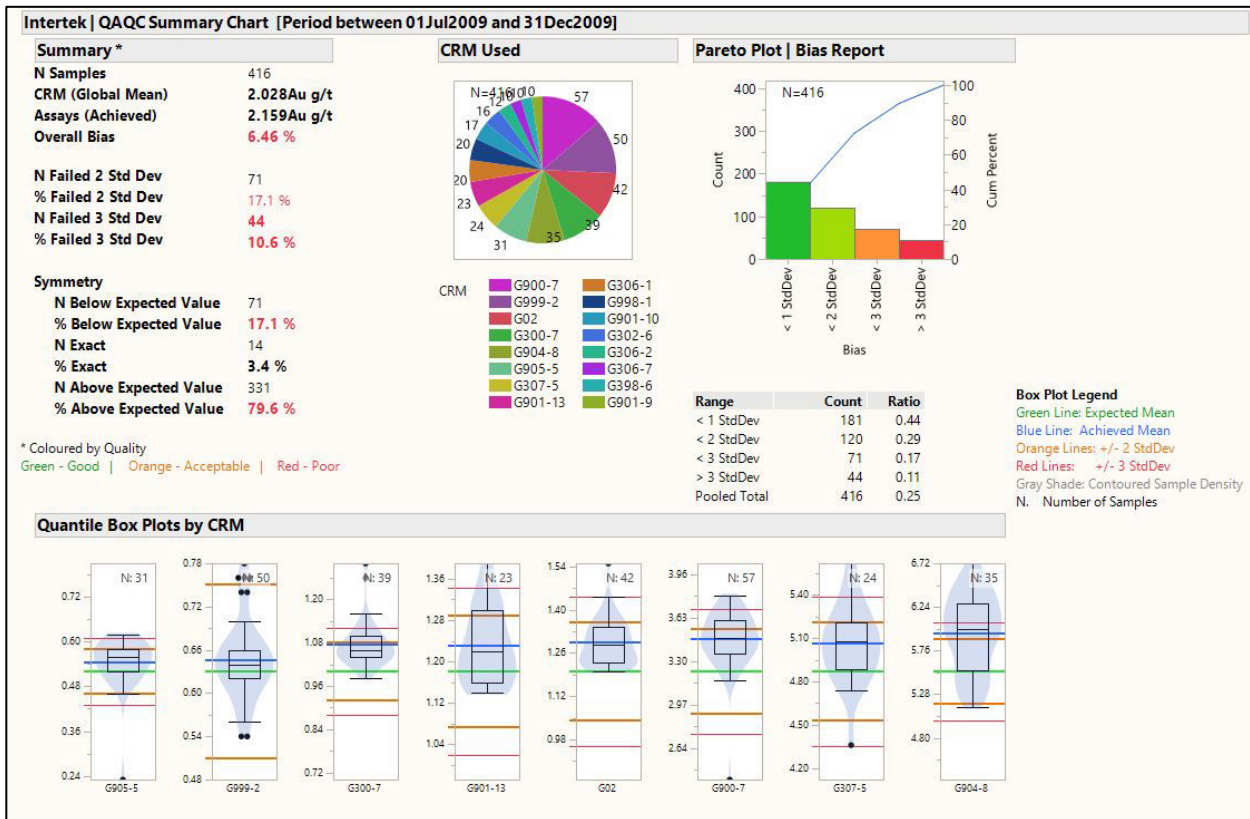 Intertek | QAQC Summary Chart [Period between 01Jul2009 and 31Dec2009]
Summary *
N Samples 416
CRM (Global Mean) 2.028Au g/t
Assays (Achieved) 2.159Au g/t
Overall Bias 6.46 %
N Failed 2 Std Dev 71
% Failed 2 Std Dev 17.1 %
N Failed 3 Std Dev 44
% Failed 3 Std Dev 10.6 %
Symmetry
N Below Expected Value 71
% Below Expected Value 17.1 %
N Exact 14
% Exact 3.4 %
N Above Expected Value 331
% Above Expected Value 79.6 %
* Coloured by Quality
Green - Good | Orange - Acceptable | Red - Poor
CRM Used
N=416
57
50
42
39
35
31
24
23
20
20
17
16
12
10
10
10
CRM
G900-7 G306-1
G999-2 G998-1
G02 G901-10
G300-7 G302-6
G904-8 G306-2
G905-5 G306-7
G307-5 G398-6
G901-13 G901-9
Pareto Plot | Bias Report
N=416
Count
400
300
200
100
0
Cum Percent
100
80
60
40
20
0
< 1 StdDev
< 2 StdDev
< 3 StdDev
> 3 StdDev
Bias
Range Count Ratio
< 1 StdDev 181 0.44
< 2 StdDev 120 0.29
< 3 StdDev 71 0.17
> 3 StdDev 44 0.11
Pooled Total 416 0.25
Box Plot Legend
Green Line: Expected Mean
Blue Line: Achieved Mean
Orange Lines: +/- 2 StdDev
Red Lines: +/- 3 StdDev
Gray Shade: Contoured Sample Density
N. Number of Samples
Quantile Box Plots by CRM
N: 31
0.72
0.60
0.48
0.36
0.24
G905-5
N: 50
0.78
0.72
0.66
0.60
0.54
0.48
G999-2
N: 39
1.20
1.08
0.96
0.84
0.72
G300-7
N: 23
1.36
1.28
1.20
1.12
1.04
G901-13
N: 42
1.54
1.40
1.26
1.12
0.98
G02
N: 57
3.96
3.63
3.30
2.97
2.64
G900-7
N: 24
5.40
5.10
4.80
4.50
4.20
G307-5
N: 35
6.72
6.24
5.76
5.28
4.80
G904-8